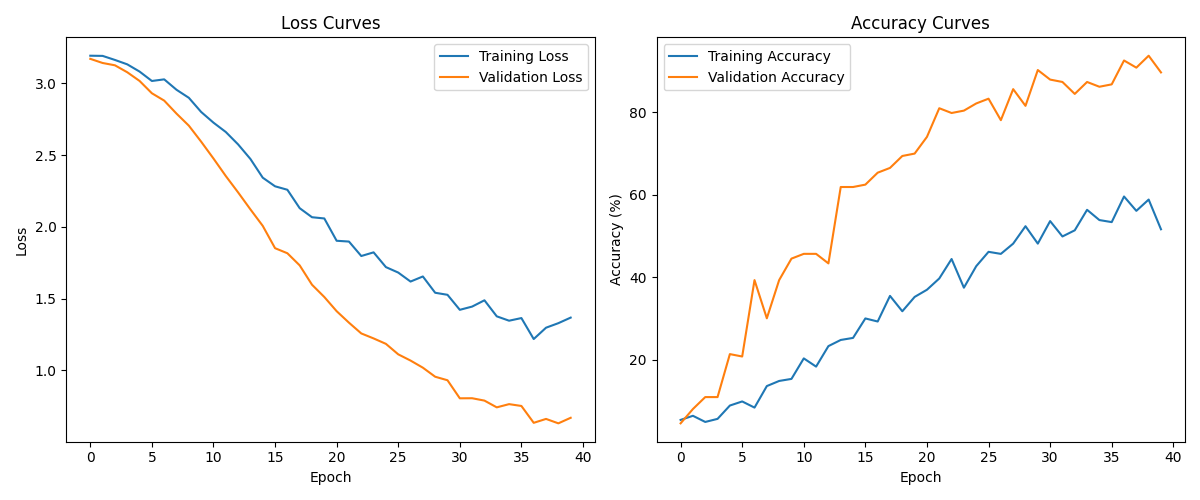 Loss Curves
Training Loss
Validation Loss
3.0
2.5
2.0
1.5
1.0
Loss
0 5 10 15 20 25 30 35 40
Epoch
Accuracy Curves
Training Accuracy
Validation Accuracy
80
60
40
20
Accuracy (%)
0 5 10 15 20 25 30 35 40
Epoch